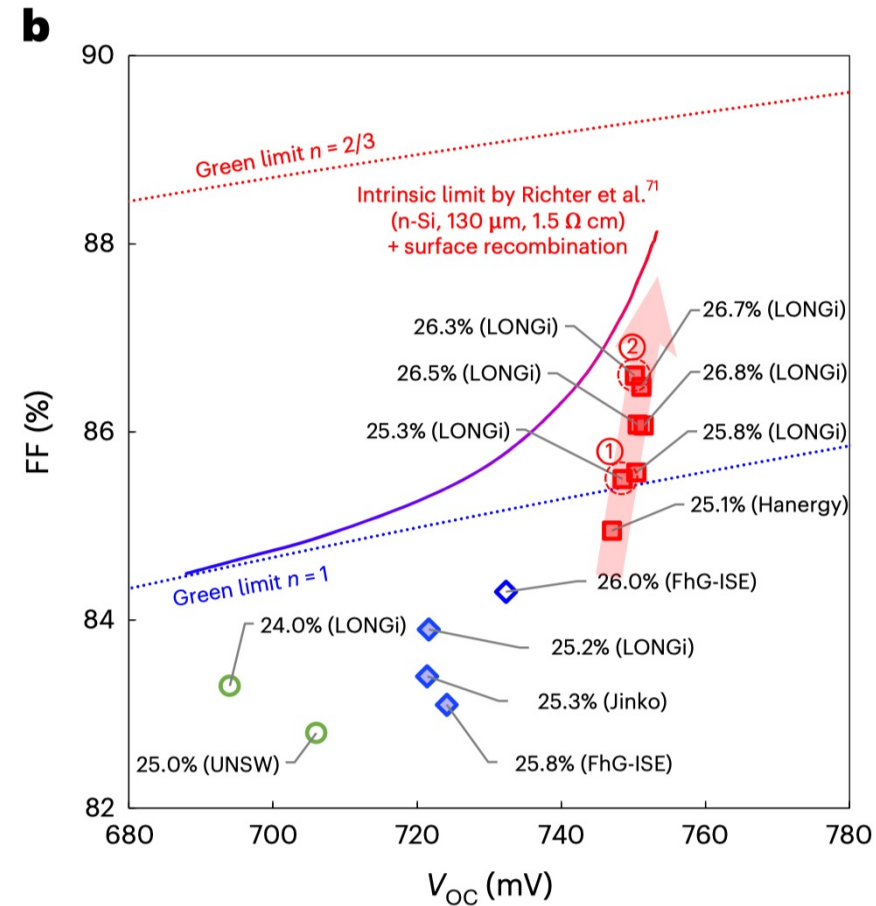 b
90
Green limit n = 2/3
Intrinsic limit by Richter et al.71
(n-Si, 130 μm, 1.5 Ω cm)
+ surface recombination
88
26.3% (LONGi)
26.7% (LONGi)
2
26.5% (LONGi)
26.8% (LONGi)
86
25.3% (LONGi)
25.8% (LONGi)
1
25.1% (Hanergy)
Green limit n = 1
26.0% (FhG-ISE)
84
24.0% (LONGi)
25.2% (LONGi)
25.3% (Jinko)
25.0% (UNSW)
25.8% (FhG-ISE)
82
680 700 720 740 760 780
FF (%)
VOC (mV)